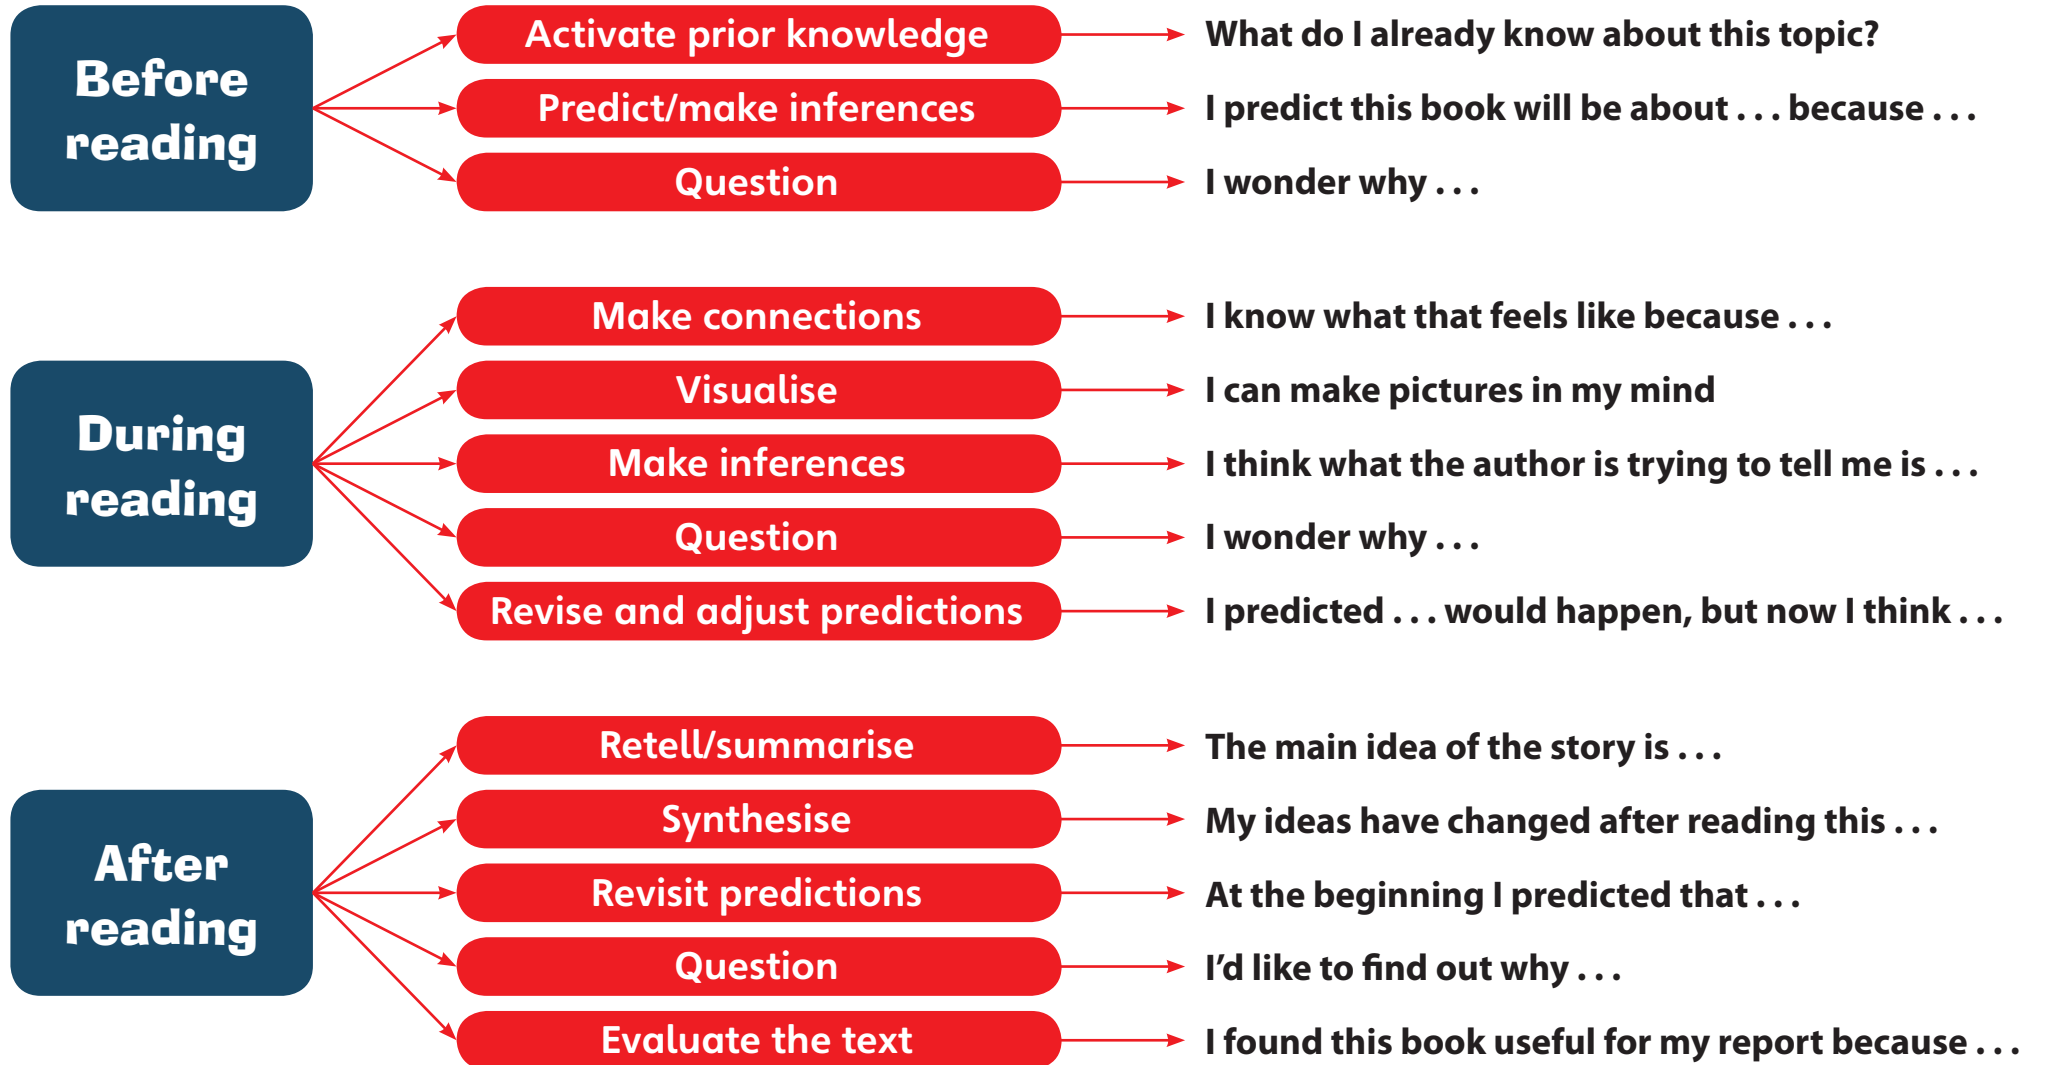 Before
reading
Activate prior knowledge
What do I already know about this topic?
Predict/make inferences
I predict this book will be about . . . because . . .
Question
I wonder why . . .
During
reading
Make connections
I know what that feels like because . . .
Visualise
I can make pictures in my mind
Make inferences
I think what the author is trying to tell me is . . .
Question
I wonder why . . .
Revise and adjust predictions
I predicted . . . would happen, but now I think . . .
After
reading
Retell/summarise
The main idea of the story is . . .
Synthesise
My ideas have changed after reading this . . .
Revisit predictions
At the beginning I predicted that . . .
Question
I’d like to find out why . . .
Evaluate the text
I found this book useful for my report because . . .